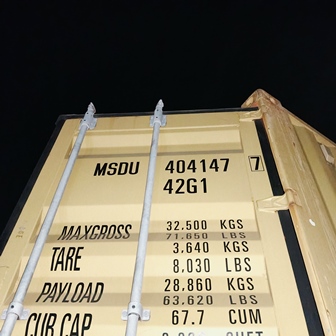 MSDU 404147 7
42G1
MAXGROSS 32.500 KGS
71.650 LBS
TARE 3.640 KGS
8,030 LBS
PAYLOAD 28.860 KGS
63.620 LBS
CUB CAP 67.7 CUM
CUFT